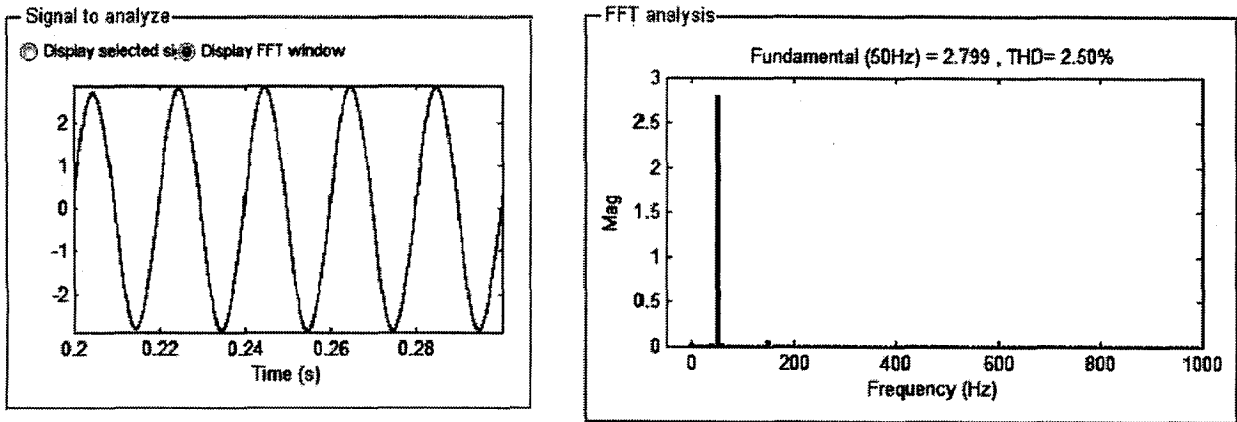 Signal to analyze
Display selected si Display FFT window
2
1
0
-1
-2
0.2 0.22 0.24 0.26 0.28
Time (s)
FFT analysis
Fundamental (50Hz) = 2.799 , THD= 2.50%
3
2.5
2
1.5
1
0.5
0
Mag
0 200 400 600 800 1000
Frequency (Hz)